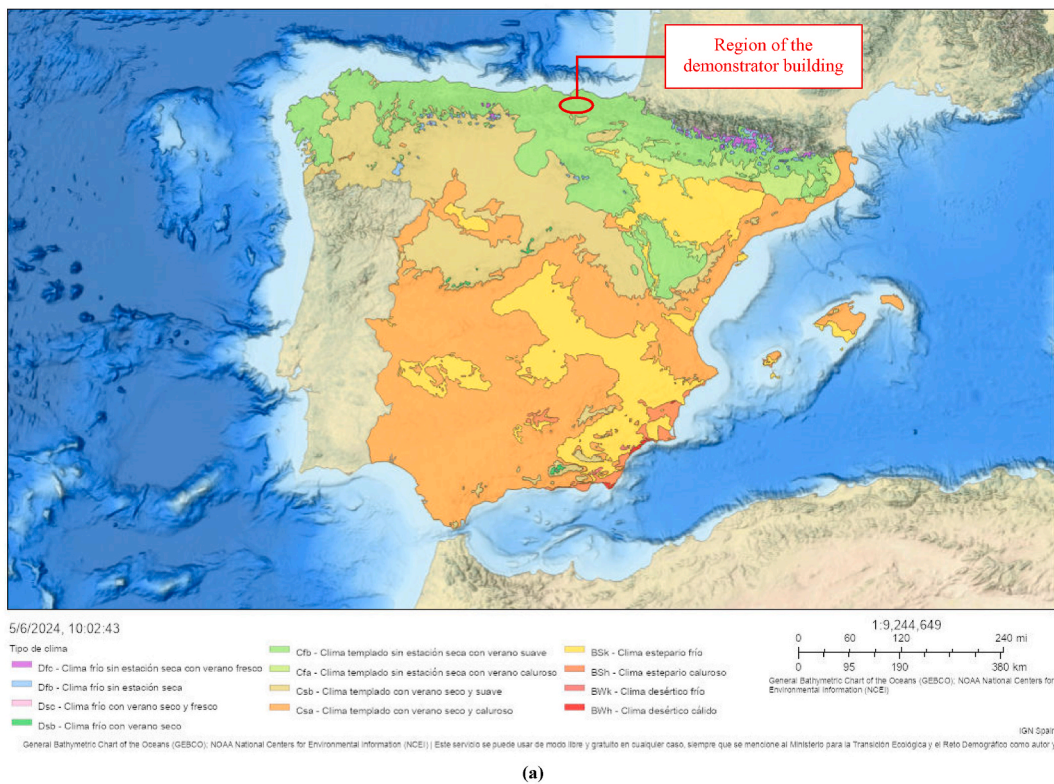 Region of the
demonstrator building
5/6/2024, 10:02:43
Tipo de clima
Dfc - Clima frío sin estación seca con verano fresco
Dfb - Clima frío sin estación seca
Dsc - Clima frío con verano seco y fresco
Dsb - Clima frío con verano seco
Cfb - Clima templado sin estación seca con verano suave
Cfa - Clima templado sin estación seca con verano caluroso
Csb - Clima templado con verano seco y suave
Csa - Clima templado con verano seco y caluroso
BSk - Clima estepario frío
BSh - Clima estepario caluroso
BWk - Clima desértico frío
BWh - Clima desértico cálido
1:9,244,649
0 60 120 240 mi
0 95 190 380 km
General Bathymetric Chart of the Oceans (GEBCO); NOAA National Centers for
Environmental Information (NCEI)
IGN Spain
General Bathymetric Chart of the Oceans (GEBCO); NOAA National Centers for Environmental Information (NCEI) | Este servicio se puede usar de modo libre y gratuito en cualquier caso, siempre que se mencione al Ministerio para la Transición Ecológica y el Reto Demográfico como autor y
(a)